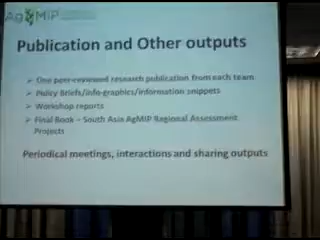 AgMIP
Publication and Other outputs
One peer-reviewed research publication from each team
Policy Briefs/info-graphics/information snippets
Workshop reports
Final Book – South Asia AgMIP Regional Assessment
Projects
Periodical meetings, interactions and sharing outputs